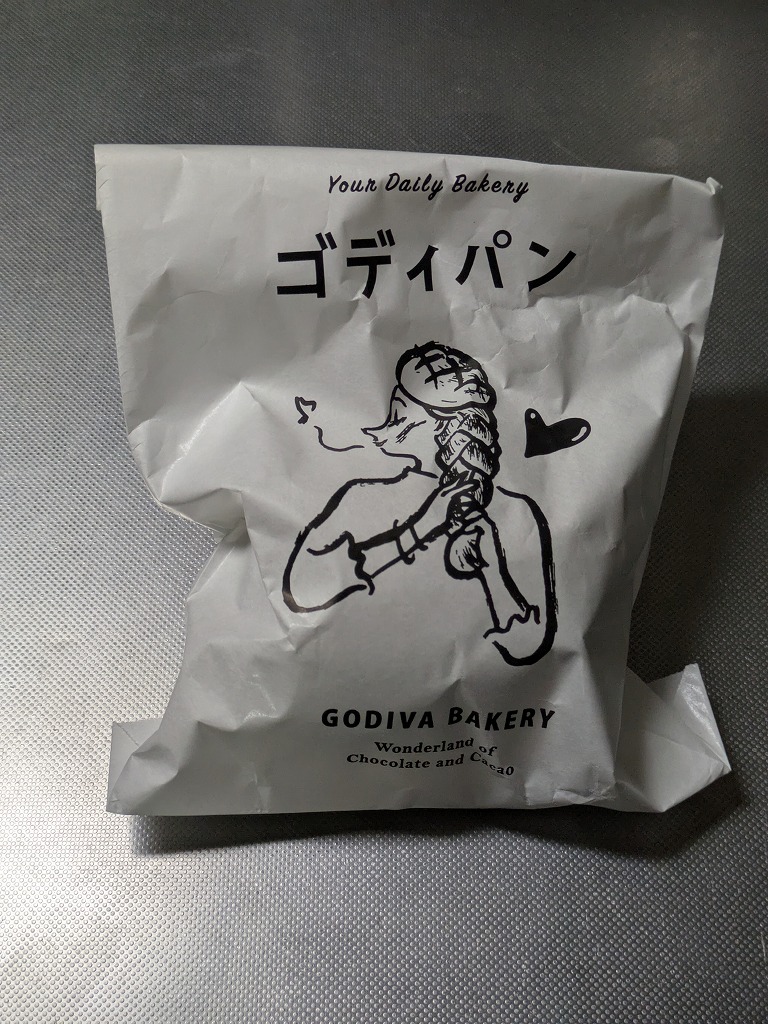 Your Daily Bakery
ゴディパン
GODIVA BAKERY
Wonderland of
Chocolate and Cacao